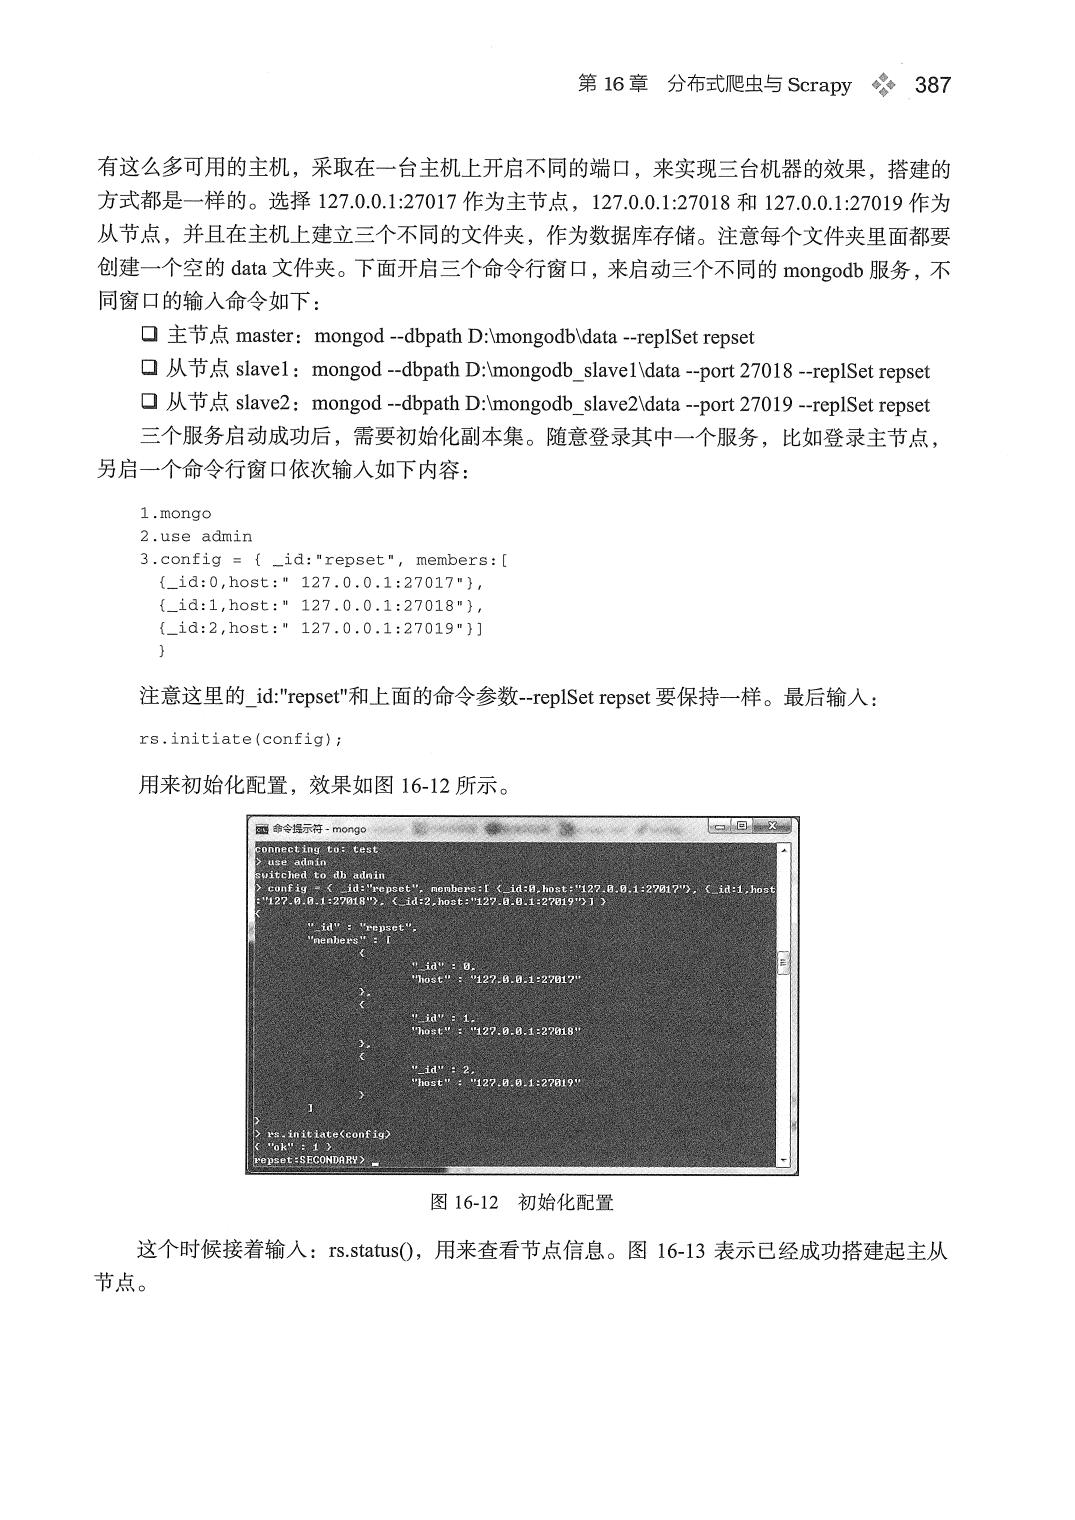 第 16 章 分布式爬虫与 Scrapy 387
有这么多可用的主机，采取在一台主机上开启不同的端口，来实现三台机器的效果，搭建的
方式都是一样的。选择 127.0.0.1:27017 作为主节点，127.0.0.1:27018 和 127.0.0.1:27019 作为
从节点，并且在主机上建立三个不同的文件夹，作为数据库存储。注意每个文件夹里面都要
创建一个空的 data 文件夹。下面开启三个命令行窗口，来启动三个不同的 mongodb 服务，不
同窗口的输入命令如下：
❑ 主节点 master：mongod --dbpath D:\mongodb\data --replSet repset
❑ 从节点 slave1：mongod --dbpath D:\mongodb_slave1\data --port 27018 --replSet repset
❑ 从节点 slave2：mongod --dbpath D:\mongodb_slave2\data --port 27019 --replSet repset
三个服务启动成功后，需要初始化副本集。随意登录其中一个服务，比如登录主节点，
另启一个命令行窗口依次输入如下内容：
1.mongo
2.use admin
3.config = { _id:"repset", members:[
{_id:0,host:" 127.0.0.1:27017"},
{_id:1,host:" 127.0.0.1:27018"},
{_id:2,host:" 127.0.0.1:27019"}]
}
注意这里的_id:"repset"和上面的命令参数--replSet repset 要保持一样。最后输入：
rs.initiate(config);
用来初始化配置，效果如图 16-12 所示。
命令提示符 - mongo
connecting to: test
> use admin
switched to db admin
> config = { _id:"repset", members:[ {_id:0,host:"127.0.0.1:27017"}, {_id:1,host
:"127.0.0.1:27018"}, {_id:2,host:"127.0.0.1:27019"}] }
{
"_id" : "repset",
"members" : [
{
"_id" : 0,
"host" : "127.0.0.1:27017"
},
{
"_id" : 1,
"host" : "127.0.0.1:27018"
},
{
"_id" : 2,
"host" : "127.0.0.1:27019"
}
]
}
> rs.initiate(config)
{ "ok" : 1 }
repset:SECONDARY> _
图 16-12 初始化配置
这个时候接着输入：rs.status()，用来查看节点信息。图 16-13 表示已经成功搭建起主从
节点。